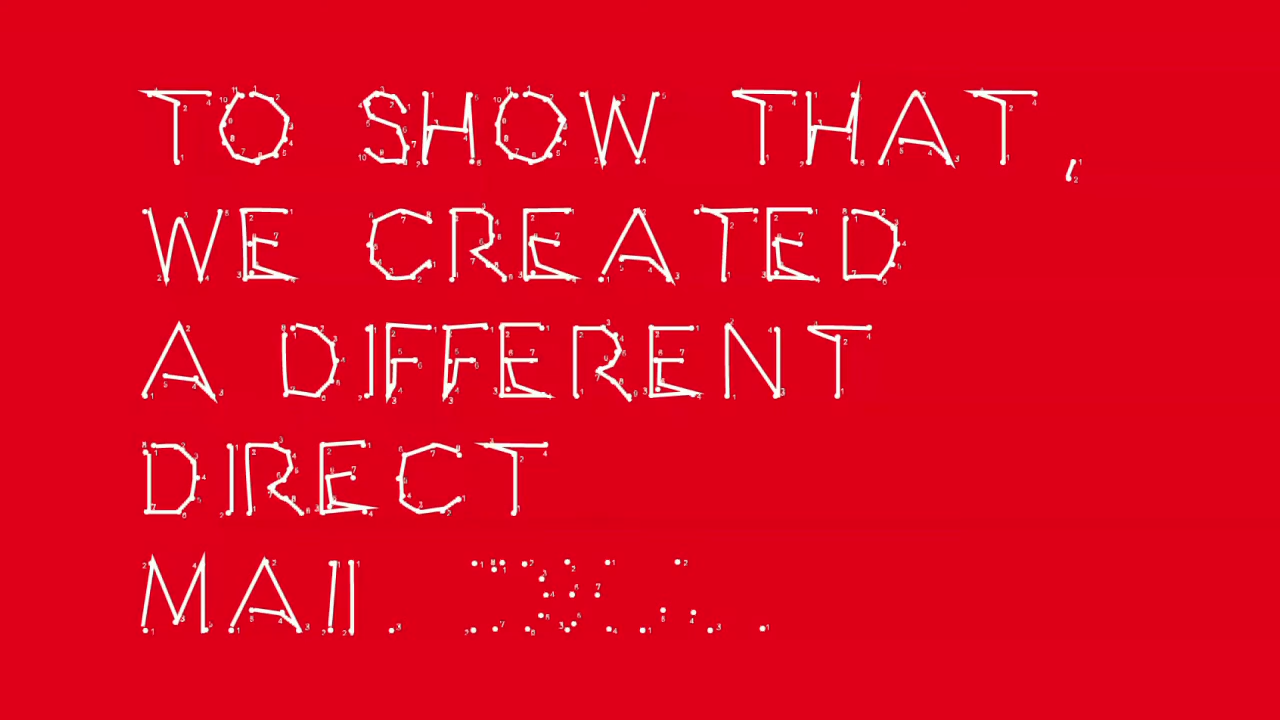 TO SHOW THAT,
WE CREATED
A DIFFERENT
DIRECT
MAIL